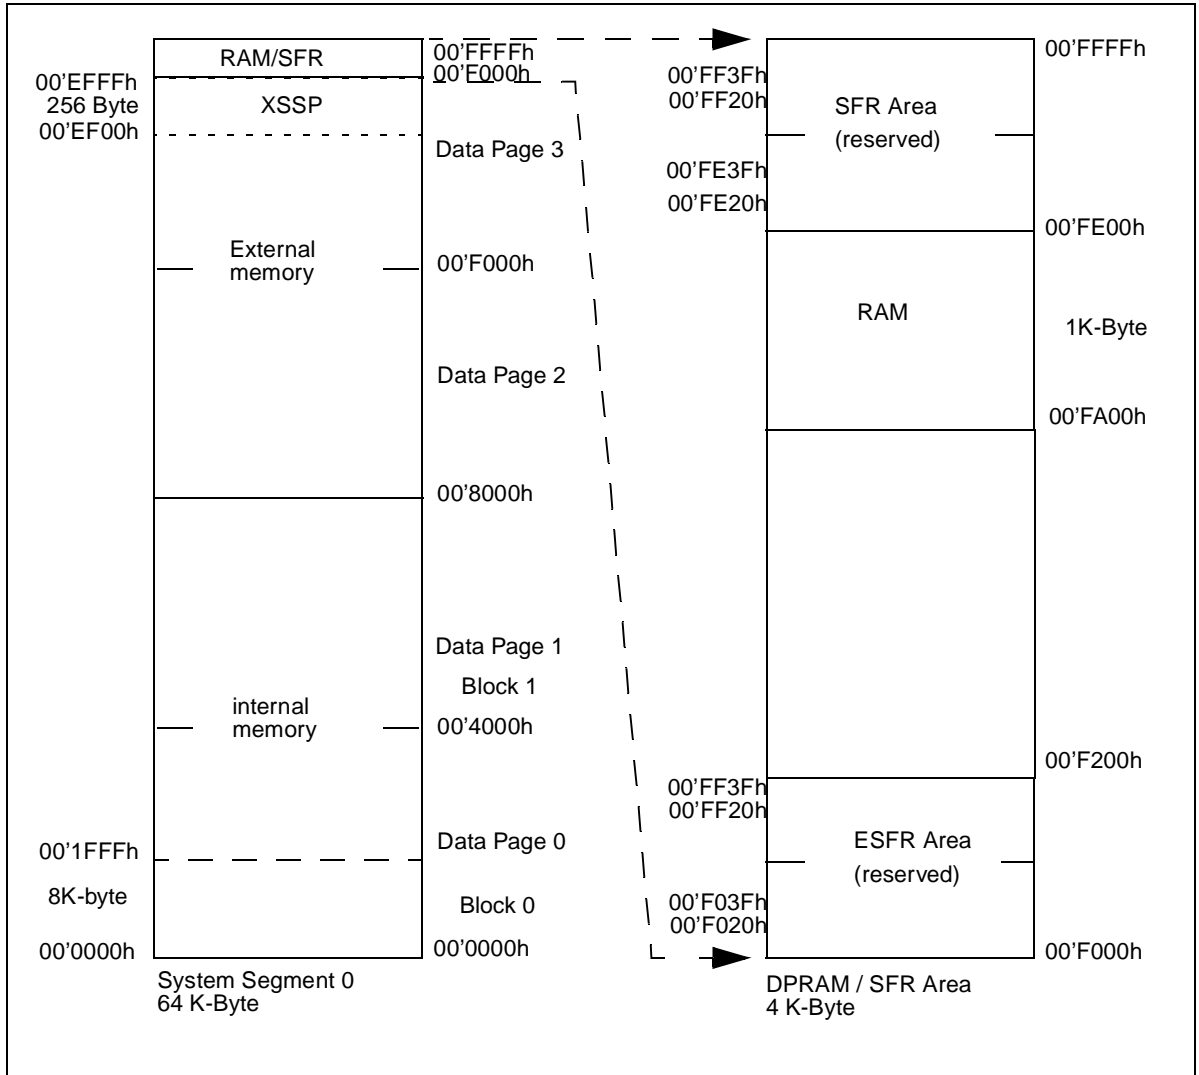 RAM/SFR
00'FFFFh
00'F000h
00'EFFFh
256 Byte
00'EF00h
XSSP
Data Page 3
External
memory
00'F000h
Data Page 2
00'8000h
Data Page 1
Block 1
internal
memory
00'4000h
00'1FFFh
Data Page 0
8K-byte
Block 0
00'0000h
00'0000h
System Segment 0
64 K-Byte
00'FFFFh
00'FF3Fh
00'FF20h
SFR Area
(reserved)
00'FE3Fh
00'FE20h
00'FE00h
RAM
1K-Byte
00'FA00h
00'F200h
00'FF3Fh
00'FF20h
ESFR Area
(reserved)
00'F03Fh
00'F020h
00'F000h
DPRAM / SFR Area
4 K-Byte